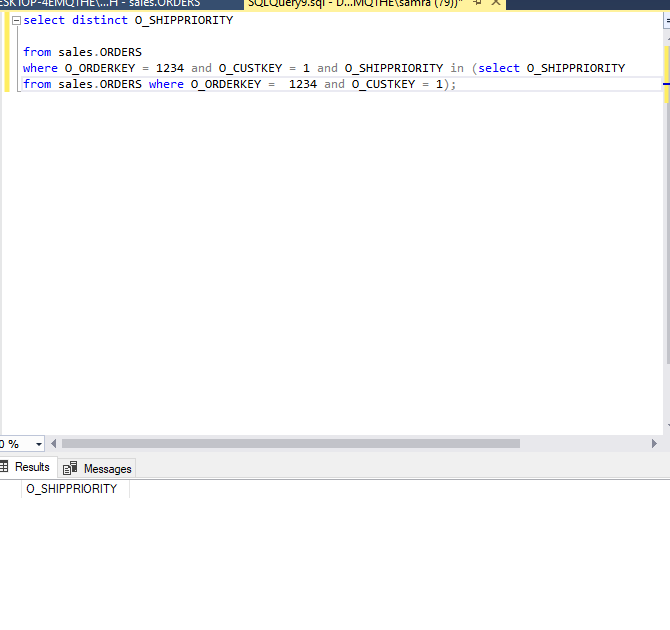 ESKTOP-4EMQTHE\...H - sales.ORDERS
SQLQuery9.sql - D...MQTHE\samra (79))*
select distinct O_SHIPPRIORITY
from sales.ORDERS
where O_ORDERKEY = 1234 and O_CUSTKEY = 1 and O_SHIPPRIORITY in (select O_SHIPPRIORITY
from sales.ORDERS where O_ORDERKEY =  1234 and O_CUSTKEY = 1);
0 %
Results
Messages
O_SHIPPRIORITY